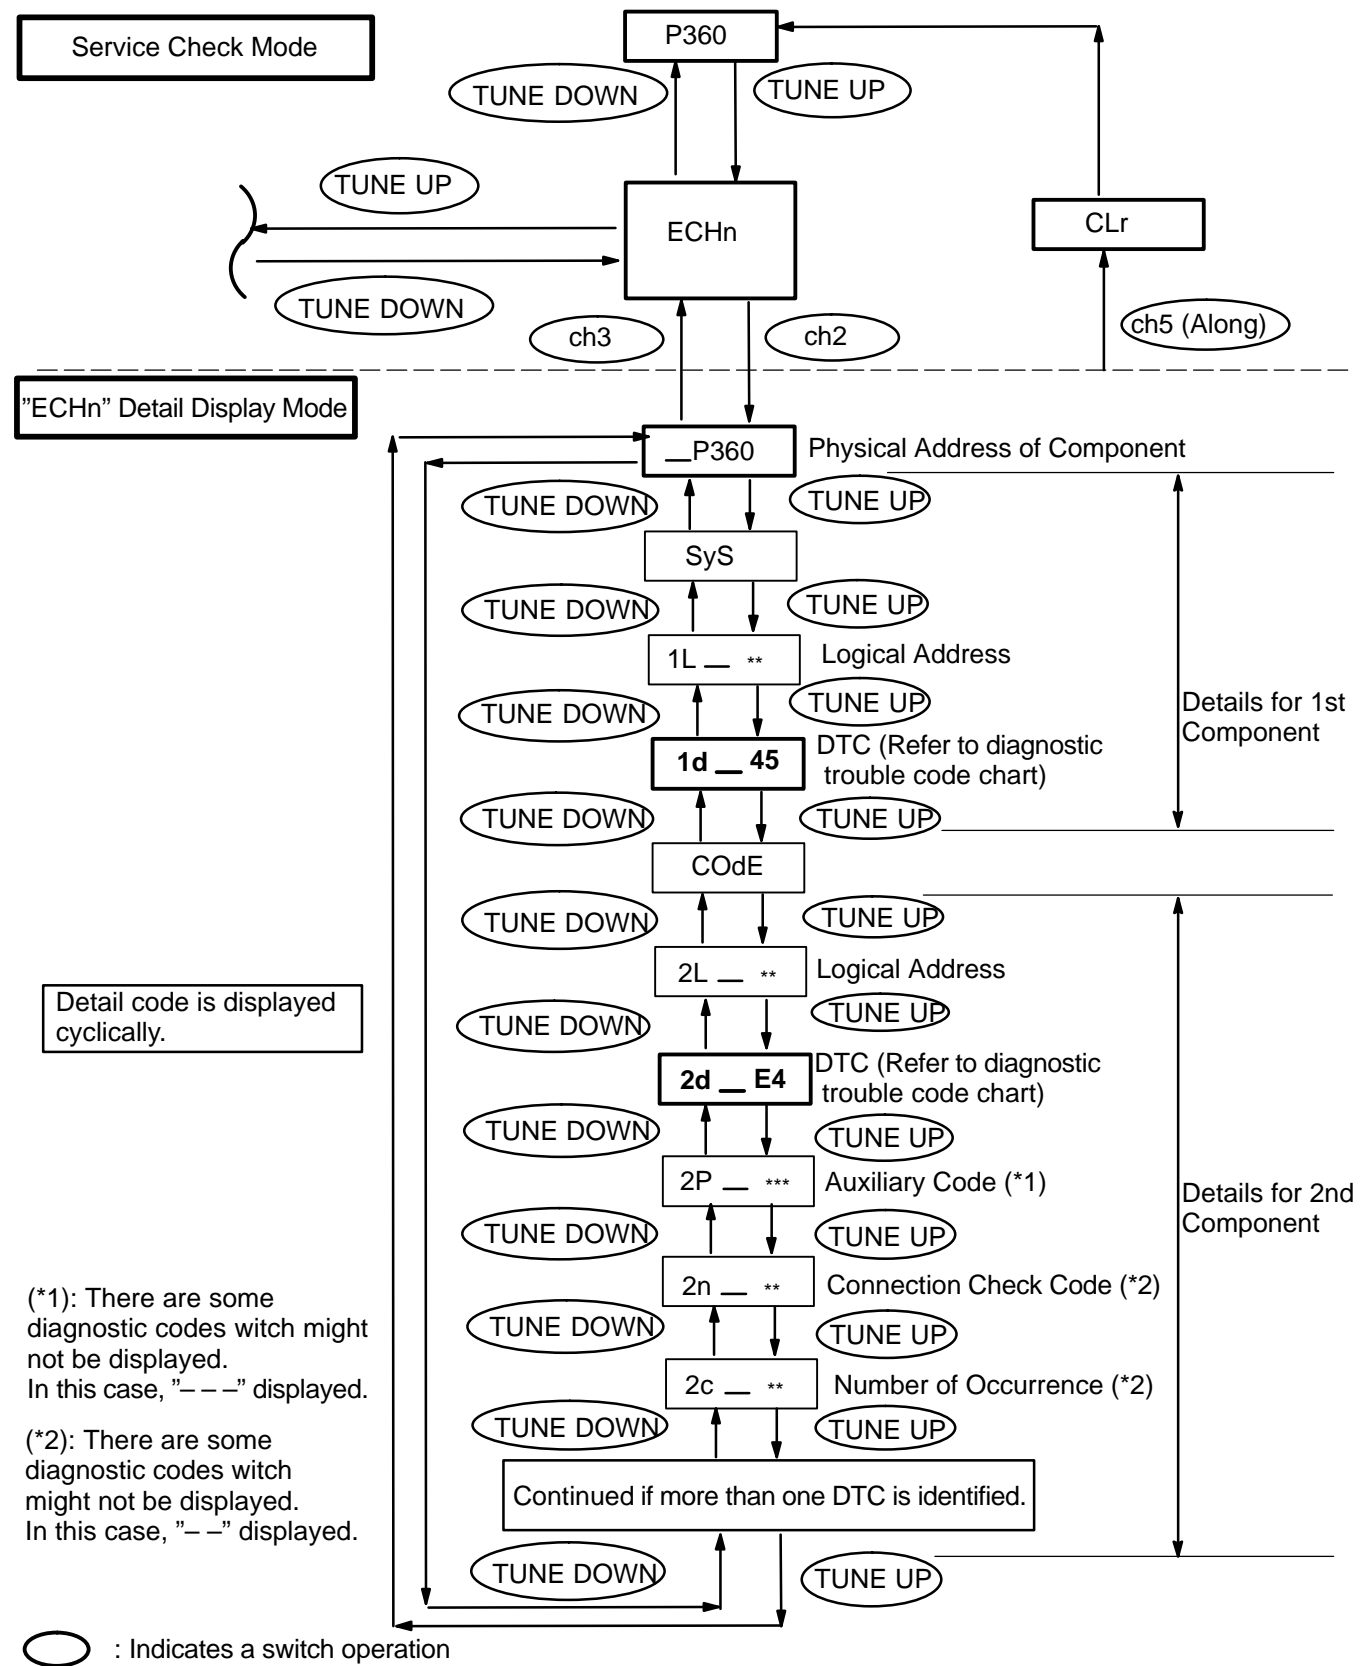 Service Check Mode
P360
TUNE DOWN
TUNE UP
TUNE UP
ECHn
CLr
TUNE DOWN
ch3
ch2
ch5 (Along)
”ECHn” Detail Display Mode
__P360
Physical Address of Component
TUNE DOWN
TUNE UP
SyS
TUNE DOWN
TUNE UP
1L __ **
Logical Address
TUNE DOWN
TUNE UP
Details for 1st
Component
1d __ 45
DTC (Refer to diagnostic
trouble code chart)
TUNE DOWN
TUNE UP
COdE
TUNE DOWN
TUNE UP
2L __ **
Logical Address
Detail code is displayed
cyclically.
TUNE DOWN
TUNE UP
2d __ E4
DTC (Refer to diagnostic
trouble code chart)
TUNE DOWN
TUNE UP
2P __ ***
Auxiliary Code (*1)
Details for 2nd
Component
TUNE DOWN
TUNE UP
2n __ **
Connection Check Code (*2)
(*1): There are some
diagnostic codes witch might
not be displayed.
In this case, ”– – –” displayed.
TUNE DOWN
TUNE UP
2c __ **
Number of Occurrence (*2)
TUNE DOWN
TUNE UP
(*2): There are some
diagnostic codes witch
might not be displayed.
In this case, ”– –” displayed.
Continued if more than one DTC is identified.
TUNE DOWN
TUNE UP
: Indicates a switch operation